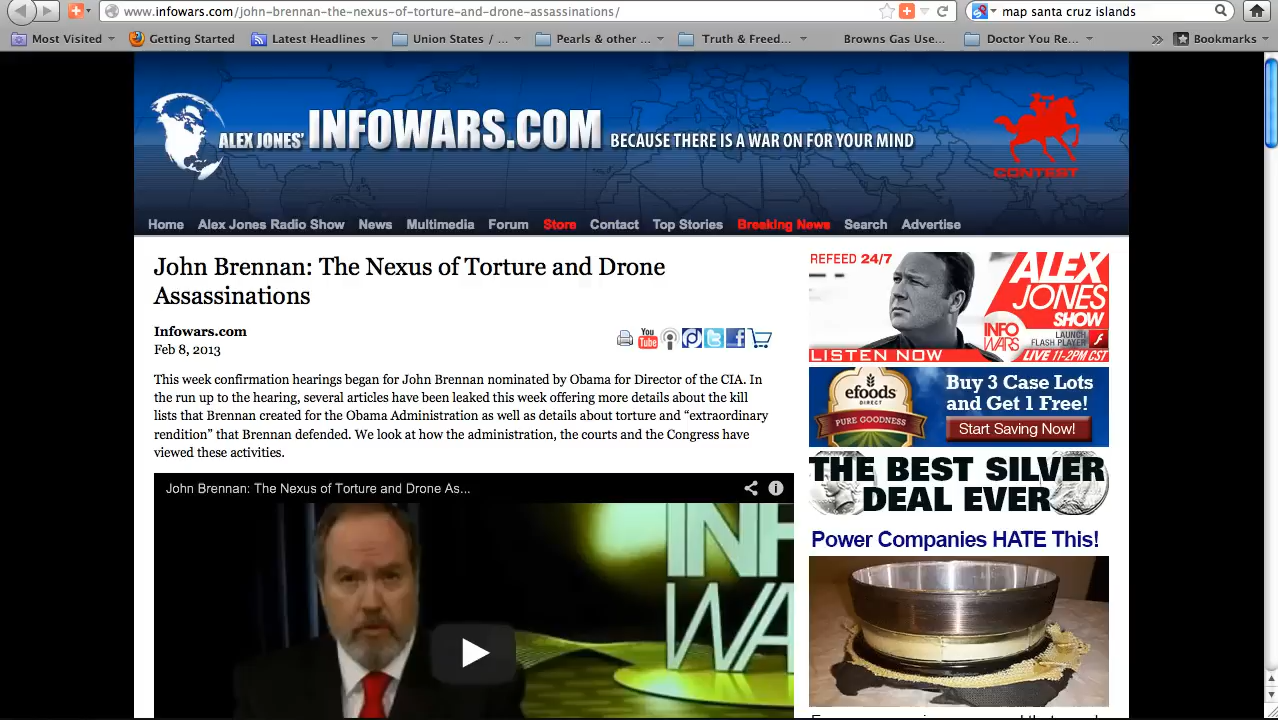 www.infowars.com/john-brennan-the-nexus-of-torture-and-drone-assassinations/
map santa cruz islands
Most Visited
Getting Started
Latest Headlines
Union States / ...
Pearls & other ...
Truth & Freed...
Browns Gas Use...
Doctor You Re...
Bookmarks
ALEX JONES' INFOWARS.COM BECAUSE THERE IS A WAR ON FOR YOUR MIND
CONTEST
Home Alex Jones Radio Show News Multimedia Forum Store Contact Top Stories Breaking News Search Advertise
John Brennan: The Nexus of Torture and Drone
Assassinations
Infowars.com
Feb 8, 2013
You
Tube
This week confirmation hearings began for John Brennan nominated by Obama for Director of the CIA. In
the run up to the hearing, several articles have been leaked this week offering more details about the kill
lists that Brennan created for the Obama Administration as well as details about torture and “extraordinary
rendition” that Brennan defended. We look at how the administration, the courts and the Congress have
viewed these activities.
John Brennan: The Nexus of Torture and Drone As...
INF
WA
REFEED 24/7
ALEX
JONES
SHOW
INFO
WARS
LAUNCH
FLASH PLAYER
LISTEN NOW
LIVE 11-2PM CST
efoods
DIRECT
PURE GOODNESS
Buy 3 Case Lots
and Get 1 Free!
Start Saving Now!
THE BEST SILVER
DEAL EVER
Power Companies HATE This!